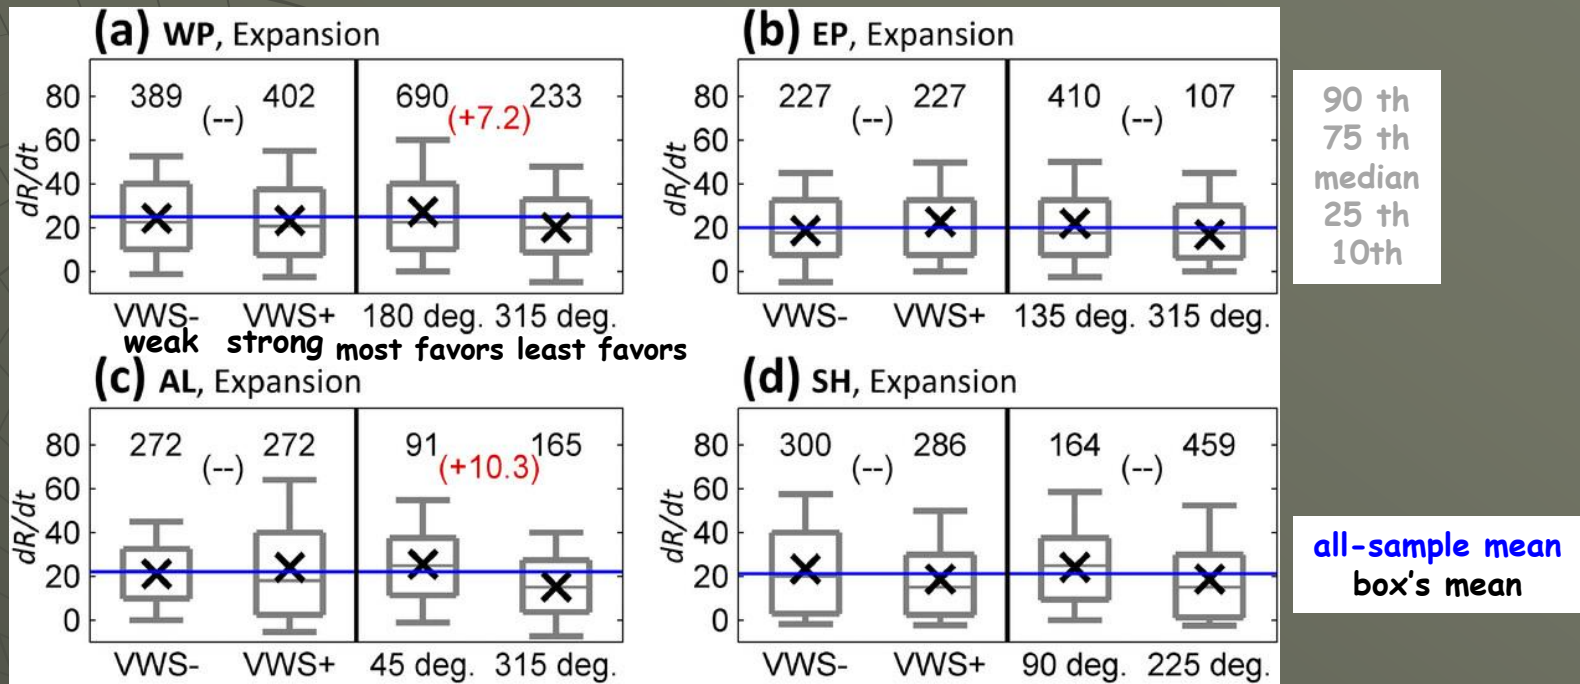 (a) WP, Expansion
389 402 690 233
(--) (+7.2)
80
60
40
20
0
dR/dt
VWS- VWS+ 180 deg. 315 deg.
weak strong most favors least favors
(b) EP, Expansion
227 227 410 107
(--) (--)
80
60
40
20
0
dR/dt
VWS- VWS+ 135 deg. 315 deg.
90 th
75 th
median
25 th
10th
(c) AL, Expansion
272 272 91 165
(--) (+10.3)
80
60
40
20
0
dR/dt
VWS- VWS+ 45 deg. 315 deg.
(d) SH, Expansion
300 286 164 459
(--) (--)
80
60
40
20
0
dR/dt
VWS- VWS+ 90 deg. 225 deg.
all-sample mean
box's mean